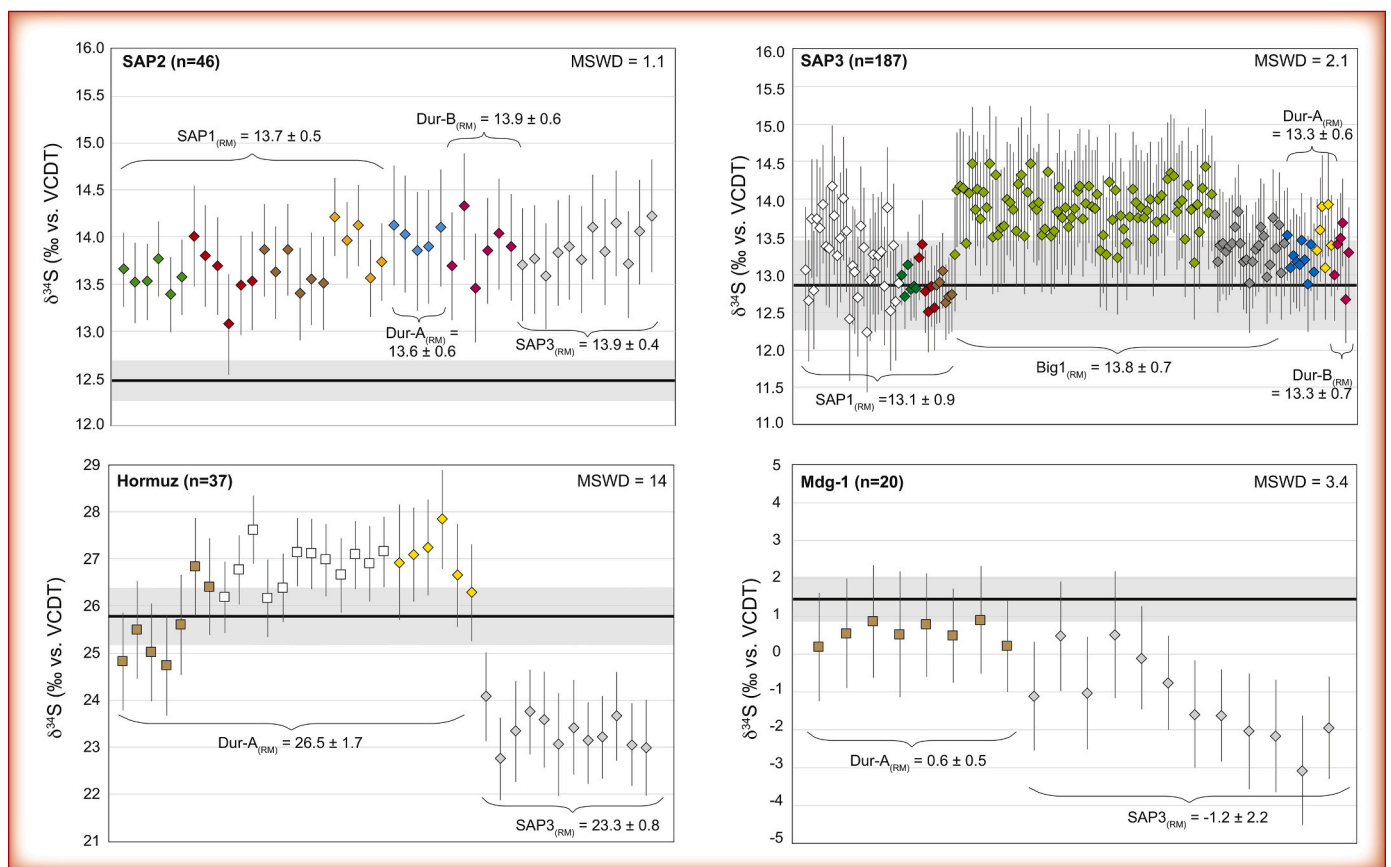 SAP2 (n=46)
MSWD = 1.1
δ³⁴S (‰ vs. VCDT)
16.0
15.5
15.0
14.5
14.0
13.5
13.0
12.5
12.0
SAP1(RM) = 13.7 ± 0.5
Dur-B(RM) = 13.9 ± 0.6
Dur-A(RM) =
13.6 ± 0.6
SAP3(RM) = 13.9 ± 0.4
SAP3 (n=187)
MSWD = 2.1
δ³⁴S (‰ vs. VCDT)
16.0
15.5
15.0
14.5
14.0
13.5
13.0
12.5
12.0
11.5
11.0
Dur-A(RM)
= 13.3 ± 0.6
SAP1(RM) =13.1 ± 0.9
Big1(RM) = 13.8 ± 0.7
Dur-B(RM)
= 13.3 ± 0.7
Hormuz (n=37)
MSWD = 14
δ³⁴S (‰ vs. VCDT)
29
28
27
26
25
24
23
22
21
Dur-A(RM) = 26.5 ± 1.7
SAP3(RM) = 23.3 ± 0.8
Mdg-1 (n=20)
MSWD = 3.4
δ³⁴S (‰ vs. VCDT)
5
4
3
2
1
0
-1
-2
-3
-4
-5
Dur-A(RM) = 0.6 ± 0.5
SAP3(RM) = -1.2 ± 2.2